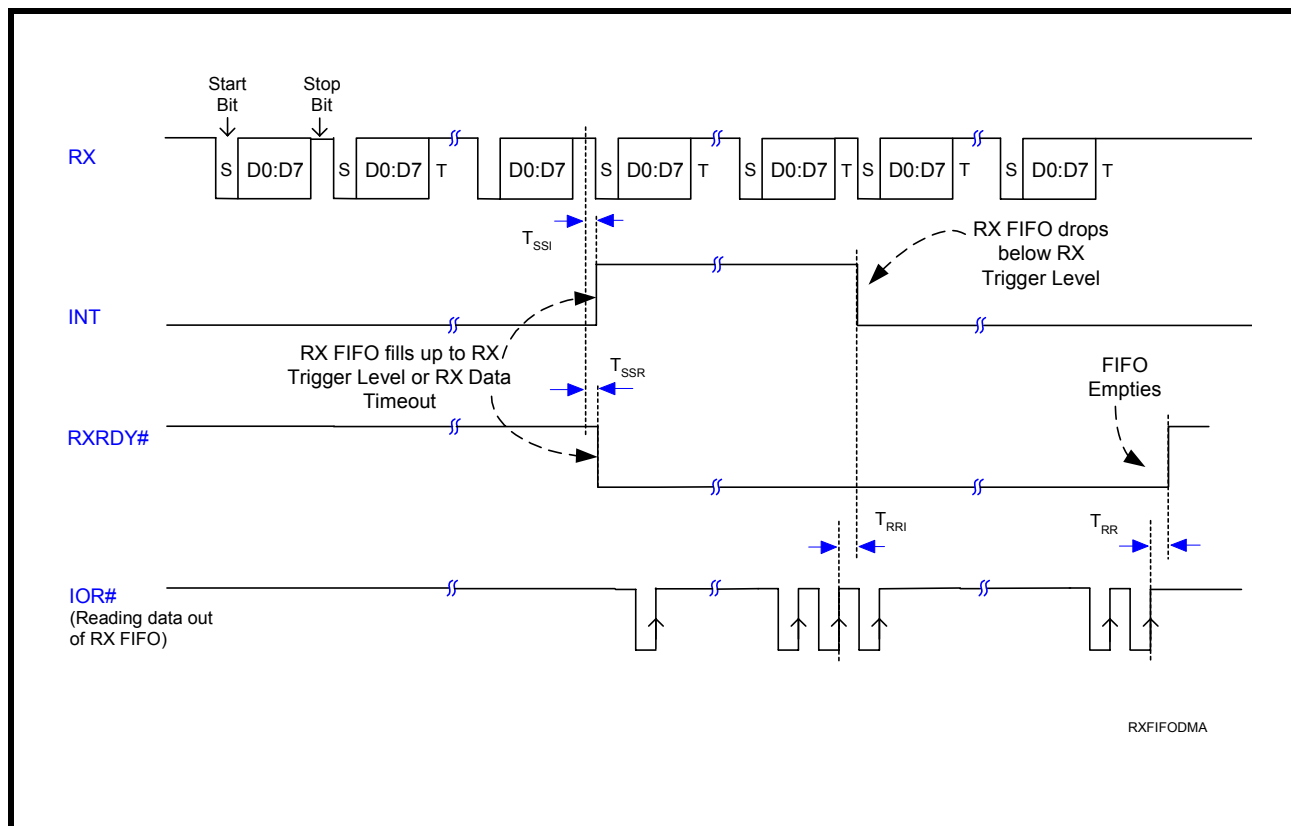 Start
Bit
Stop
Bit
RX
S D0:D7 S D0:D7 T D0:D7 S D0:D7 T S D0:D7 T S D0:D7 T S D0:D7 T
TSSI
RX FIFO drops
below RX
Trigger Level
INT
RX FIFO fills up to RX
Trigger Level or RX Data
Timeout
TSSR
FIFO
Empties
RXRDY#
TRRI
TRR
IOR#
(Reading data out
of RX FIFO)
RXFIFODMA